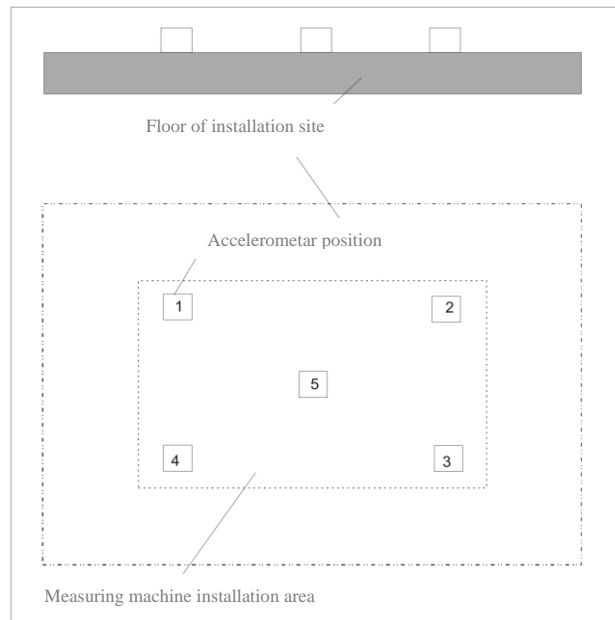 Floor of installation site
Accelerometar position
1
2
5
4
3
Measuring machine installation area